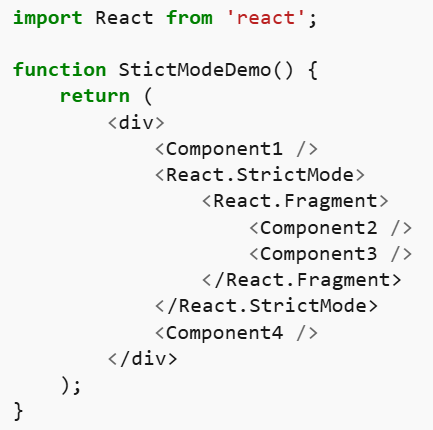 import React from 'react';

function StictModeDemo() {
    return (
        <div>
            <Component1 />
            <React.StrictMode>
                <React.Fragment>
                    <Component2 />
                    <Component3 />
                </React.Fragment>
            </React.StrictMode>
            <Component4 />
        </div>
    );
}